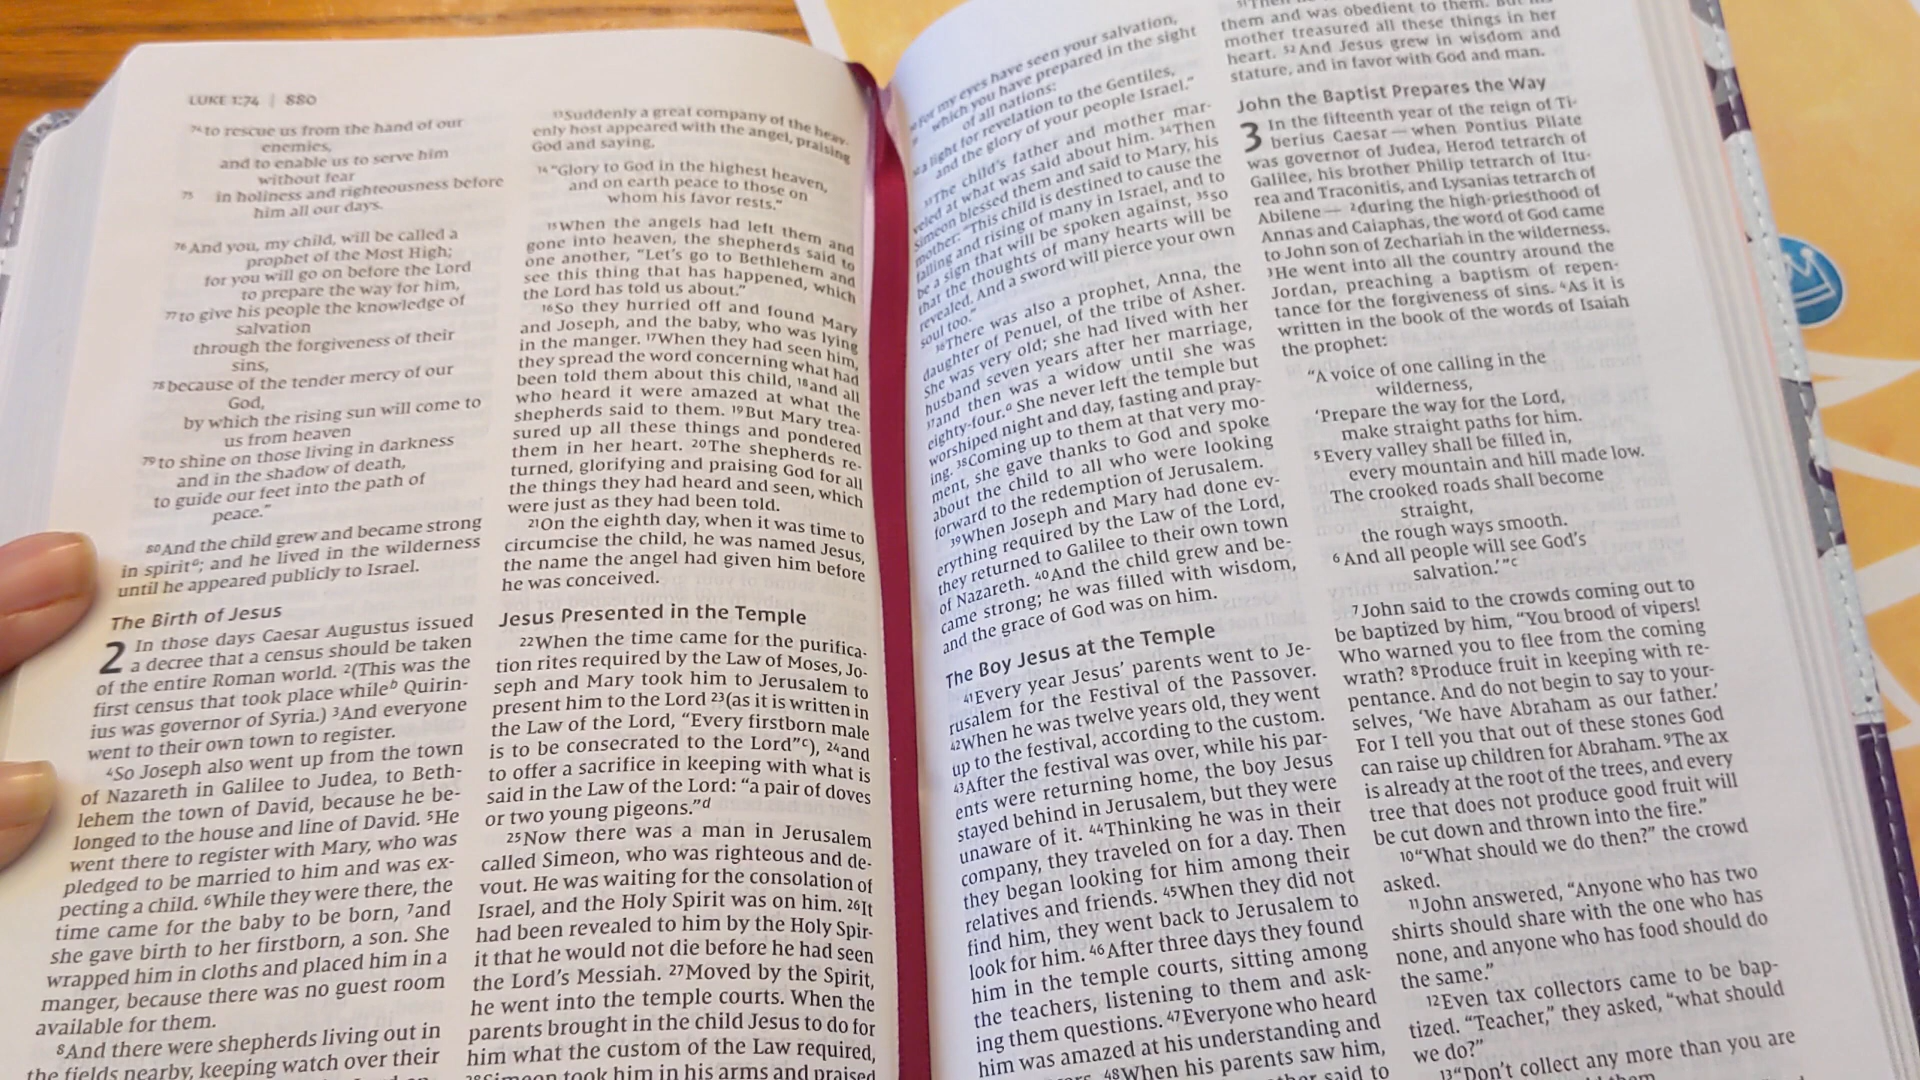 LUKE 1:74 | 880
74 to rescue us from the hand of our
enemies,
and to enable us to serve him
without fear
75 in holiness and righteousness before
him all our days.
76 And you, my child, will be called a
prophet of the Most High;
for you will go on before the Lord
to prepare the way for him,
77 to give his people the knowledge of
salvation
through the forgiveness of their
sins,
78 because of the tender mercy of our
God,
by which the rising sun will come to
us from heaven
79 to shine on those living in darkness
and in the shadow of death,
to guide our feet into the path of
peace.”
80 And the child grew and became strong
in spirit a; and he lived in the wilderness
until he appeared publicly to Israel.
The Birth of Jesus
2 In those days Caesar Augustus issued
a decree that a census should be taken
of the entire Roman world. 2 (This was the
first census that took place while b Quirin-
ius was governor of Syria.) 3 And everyone
went to their own town to register.
4 So Joseph also went up from the town
of Nazareth in Galilee to Judea, to Beth-
lehem the town of David, because he be-
longed to the house and line of David. 5 He
went there to register with Mary, who was
pledged to be married to him and was ex-
pecting a child. 6 While they were there, the
time came for the baby to be born, 7 and
she gave birth to her firstborn, a son. She
wrapped him in cloths and placed him in a
manger, because there was no guest room
available for them.
8 And there were shepherds living out in
the fields nearby, keeping watch over their
13 Suddenly a great company of the heav-
enly host appeared with the angel, praising
God and saying,
14 “Glory to God in the highest heaven,
and on earth peace to those on
whom his favor rests.”
15 When the angels had left them and
gone into heaven, the shepherds said to
one another, “Let’s go to Bethlehem and
see this thing that has happened, which
the Lord has told us about.”
16 So they hurried off and found Mary
and Joseph, and the baby, who was lying
in the manger. 17 When they had seen him,
they spread the word concerning what had
been told them about this child, 18 and all
who heard it were amazed at what the
shepherds said to them. 19 But Mary trea-
sured up all these things and pondered
them in her heart. 20 The shepherds re-
turned, glorifying and praising God for all
the things they had heard and seen, which
were just as they had been told.
21 On the eighth day, when it was time to
circumcise the child, he was named Jesus,
the name the angel had given him before
he was conceived.
Jesus Presented in the Temple
22 When the time came for the purifica-
tion rites required by the Law of Moses, Jo-
seph and Mary took him to Jerusalem to
present him to the Lord 23 (as it is written in
the Law of the Lord, “Every firstborn male
is to be consecrated to the Lord” c), 24 and
to offer a sacrifice in keeping with what is
said in the Law of the Lord: “a pair of doves
or two young pigeons.” d
25 Now there was a man in Jerusalem
called Simeon, who was righteous and de-
vout. He was waiting for the consolation of
Israel, and the Holy Spirit was on him. 26 It
had been revealed to him by the Holy Spir-
it that he would not die before he had seen
the Lord’s Messiah. 27 Moved by the Spirit,
he went into the temple courts. When the
parents brought in the child Jesus to do for
him what the custom of the Law required,
28 Simeon took him in his arms and praised
30 For my eyes have seen your salvation,
which you have prepared in the sight
of all nations:
32 a light for revelation to the Gentiles,
and the glory of your people Israel.”
33 The child’s father and mother mar-
veled at what was said about him. 34 Then
Simeon blessed them and said to Mary, his
mother: “This child is destined to cause the
falling and rising of many in Israel, and to
be a sign that will be spoken against, 35 so
that the thoughts of many hearts will be
revealed. And a sword will pierce your own
soul too.”
36 There was also a prophet, Anna, the
daughter of Penuel, of the tribe of Asher.
She was very old; she had lived with her
husband seven years after her marriage,
37 and then was a widow until she was
eighty-four. a She never left the temple but
worshiped night and day, fasting and pray-
ing. 38 Coming up to them at that very mo-
ment, she gave thanks to God and spoke
about the child to all who were looking
forward to the redemption of Jerusalem.
39 When Joseph and Mary had done ev-
erything required by the Law of the Lord,
they returned to Galilee to their own town
of Nazareth. 40 And the child grew and be-
came strong; he was filled with wisdom,
and the grace of God was on him.
The Boy Jesus at the Temple
41 Every year Jesus’ parents went to Je-
rusalem for the Festival of the Passover.
42 When he was twelve years old, they went
up to the festival, according to the custom.
43 After the festival was over, while his par-
ents were returning home, the boy Jesus
stayed behind in Jerusalem, but they were
unaware of it. 44 Thinking he was in their
company, they traveled on for a day. Then
they began looking for him among their
relatives and friends. 45 When they did not
find him, they went back to Jerusalem to
look for him. 46 After three days they found
him in the temple courts, sitting among
the teachers, listening to them and ask-
ing them questions. 47 Everyone who heard
him was amazed at his understanding and
48 When his parents saw him,
said to
them and was obedient to them.
mother treasured all these things in her
heart. 52 And Jesus grew in wisdom and
stature, and in favor with God and man.
John the Baptist Prepares the Way
3 In the fifteenth year of the reign of Ti-
berius Caesar — when Pontius Pilate
was governor of Judea, Herod tetrarch of
Galilee, his brother Philip tetrarch of Itu-
rea and Traconitis, and Lysanias tetrarch of
Abilene — 2 during the high-priesthood of
Annas and Caiaphas, the word of God came
to John son of Zechariah in the wilderness.
3 He went into all the country around the
Jordan, preaching a baptism of repen-
tance for the forgiveness of sins. 4 As it is
written in the book of the words of Isaiah
the prophet:
“A voice of one calling in the
wilderness,
‘Prepare the way for the Lord,
make straight paths for him.
5 Every valley shall be filled in,
every mountain and hill made low.
The crooked roads shall become
straight,
the rough ways smooth.
6 And all people will see God’s
salvation.’ ” c
7 John said to the crowds coming out to
be baptized by him, “You brood of vipers!
Who warned you to flee from the coming
wrath? 8 Produce fruit in keeping with re-
pentance. And do not begin to say to your-
selves, ‘We have Abraham as our father.’
For I tell you that out of these stones God
can raise up children for Abraham. 9 The ax
is already at the root of the trees, and every
tree that does not produce good fruit will
be cut down and thrown into the fire.”
10 “What should we do then?” the crowd
asked.
11 John answered, “Anyone who has two
shirts should share with the one who has
none, and anyone who has food should do
the same.”
12 Even tax collectors came to be bap-
tized. “Teacher,” they asked, “what should
we do?”
13 “Don’t collect any more than you are